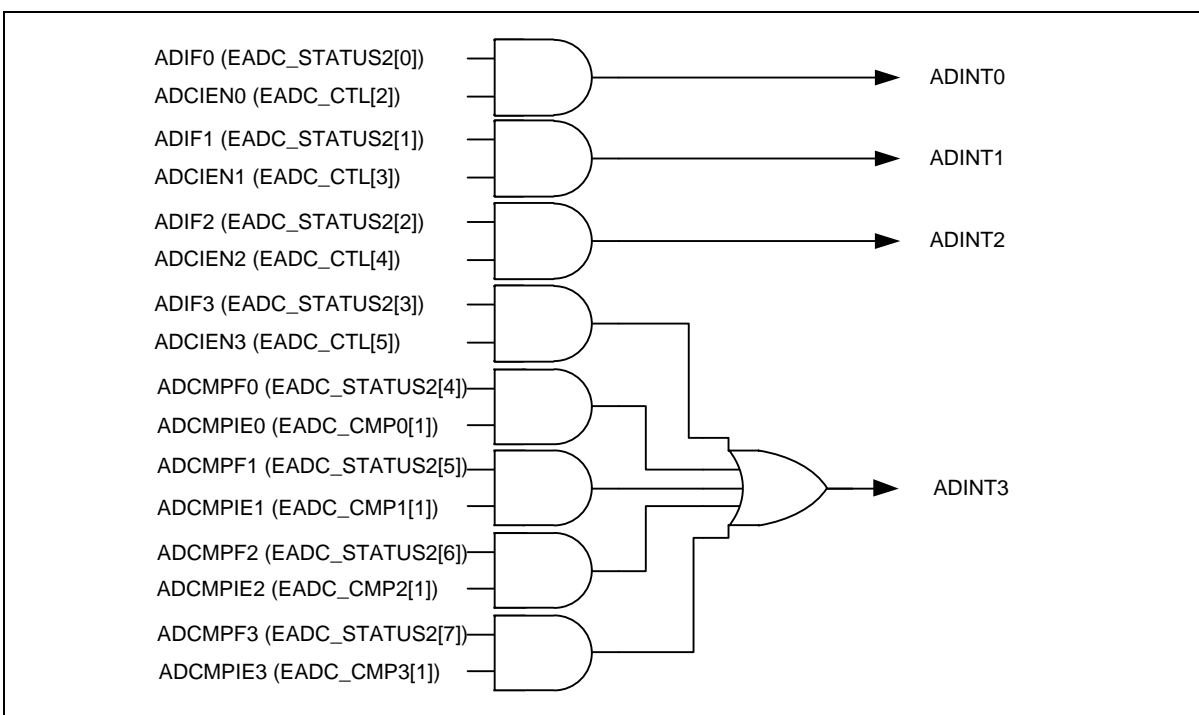 ADIF0 (EADC_STATUS2[0])
ADINT0
ADCIEN0 (EADC_CTL[2])
ADIF1 (EADC_STATUS2[1])
ADINT1
ADCIEN1 (EADC_CTL[3])
ADIF2 (EADC_STATUS2[2])
ADINT2
ADCIEN2 (EADC_CTL[4])
ADIF3 (EADC_STATUS2[3])
ADCIEN3 (EADC_CTL[5])
ADCMPF0 (EADC_STATUS2[4])
ADCMPIE0 (EADC_CMP0[1])
ADCMPF1 (EADC_STATUS2[5])
ADINT3
ADCMPIE1 (EADC_CMP1[1])
ADCMPF2 (EADC_STATUS2[6])
ADCMPIE2 (EADC_CMP2[1])
ADCMPF3 (EADC_STATUS2[7])
ADCMPIE3 (EADC_CMP3[1])